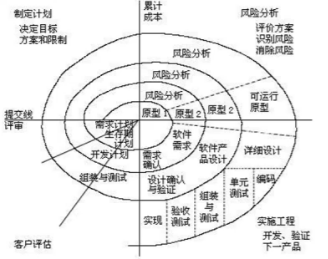 制定计划
累计
成本
风险分析
决定目标
方案和限制
评价方案
识别风险
消除风险
风险分析
风险分析
风险分析
可运行
原型
原型 1
原型 2
原型 2
提交线
评审
需求计划
生存期
计划
软件
需求
软件产
品设计
详细设计
开发计划
需求
确认
组装与测试
设计确认
与验证
组装
与
测试
单元
测试
编码
实现
验收
测试
实施工程
客户评估
开发、验证
下一产品